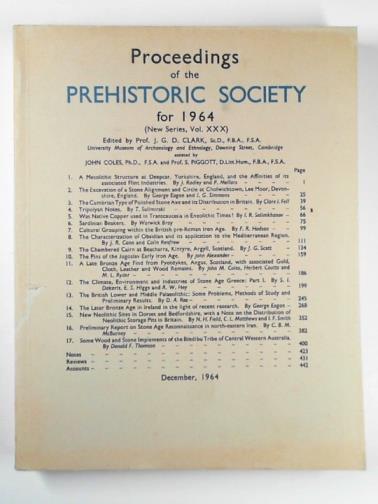 Proceedings
of the
PREHISTORIC SOCIETY
for 1964
(New Series, Vol. XXX)
Edited by Prof. J. G. D. CLARK, Sc.D., F.B.A., F.S.A.
University Museum of Archaeology and Ethnology, Downing Street, Cambridge
assisted by
JOHN COLES, Ph.D., F.S.A. and Prof. S. PIGGOTT, D.Litt.Hum., F.B.A., F.S.A.
Page
1. A Mesolithic Structure at Deepcar, Yorkshire, England, and the Affinities of its
associated Flint Industries. By J. Radley and P. Mellars - - - 1
2. The Excavation of a Stone Alignment and Circle at Cholwichtown, Lee Moor, Devon-
shire, England. By George Eogan and I. G. Simmons - - - 25
3. The Cumbrian Type of Polished Stone Axe and its Distribution in Britain. By Clare I. Fell 39
4. Tripolyan Notes. By T. Sulimirski - - - 56
5. Was Native Copper used in Transcaucasia in Eneolithic Times? By I. R. Selimkhanov - 66
6. Sardinian Beakers. By Warwick Bray - - - 75
7. Cultural Grouping within the British pre-Roman Iron Age. By F. R. Hodson - - 99
8. The Characterization of Obsidian and its application to the Mediterranean Region.
By J. R. Cann and Colin Renfrew - - - 111
9. The Chambered Cairn at Beacharra, Kintyre, Argyll, Scotland. By J. G. Scott - 134
10. The Pins of the Jugoslav Early Iron Age. By John Alexander - - - 159
11. A Late Bronze Age Find from Pyotdykes, Angus, Scotland, with associated Gold,
Cloth, Leather and Wood Remains. By John M. Coles, Herbert Coutts and
M. L. Ryder - - - 186
12. The Climate, Environment and Industries of Stone Age Greece: Part I. By S. I.
Dakaris, E. S. Higgs and R. W. Hey - - - 199
13. The British Lower and Middle Palaeolithic: Some Problems, Methods of Study and
Preliminary Results. By D. A. Roe - - - 245
14. The Later Bronze Age in Ireland in the light of recent research. By George Eogan - 268
15. New Neolithic Sites in Dorset and Bedfordshire, with a Note on the Distribution of
Neolithic Storage Pits in Britain. By N. H. Field, C. L. Matthews and I. F. Smith 352
16. Preliminary Report on Stone Age Reconnaissance in north-eastern Iran. By C. B. M.
McBurney - - - 382
17. Some Wood and Stone Implements of the Bindibu Tribe of Central Western Australia.
By Donald F. Thomson - - - 400
Notes - - - 423
Reviews - - - 431
Accounts - - - 442
December, 1964